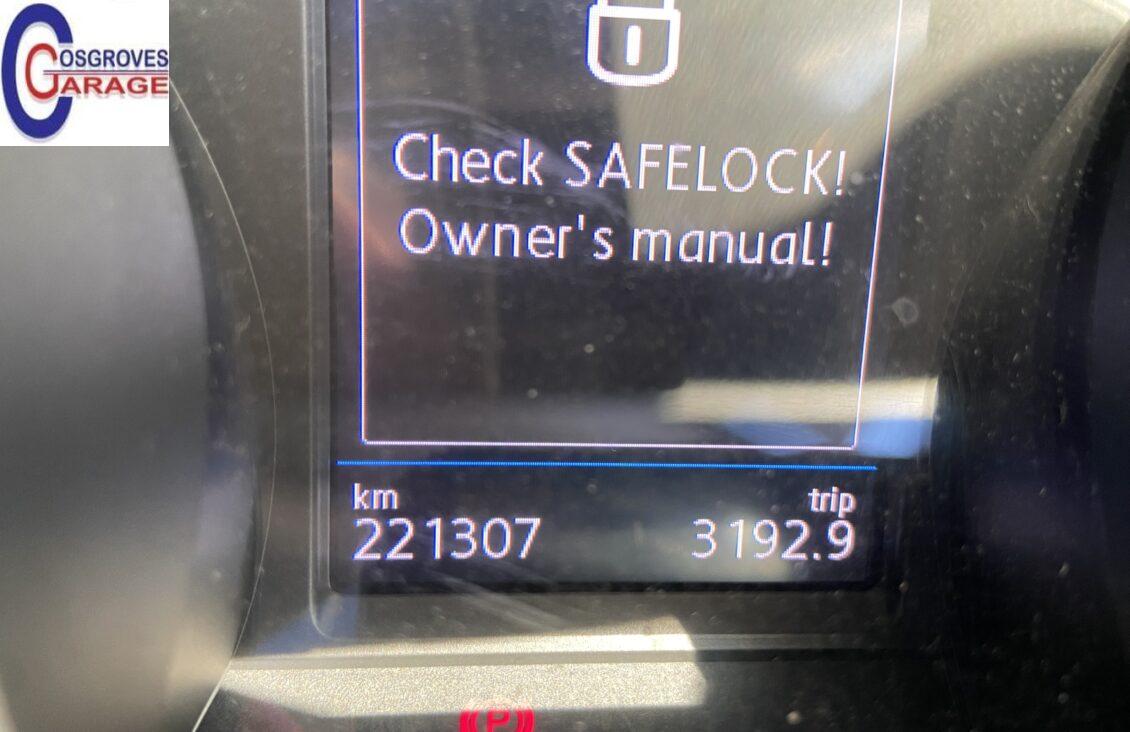 COSGROVES
GARAGE
Check SAFELOCK!
Owner's manual!
km
trip
221307
3192.9
P